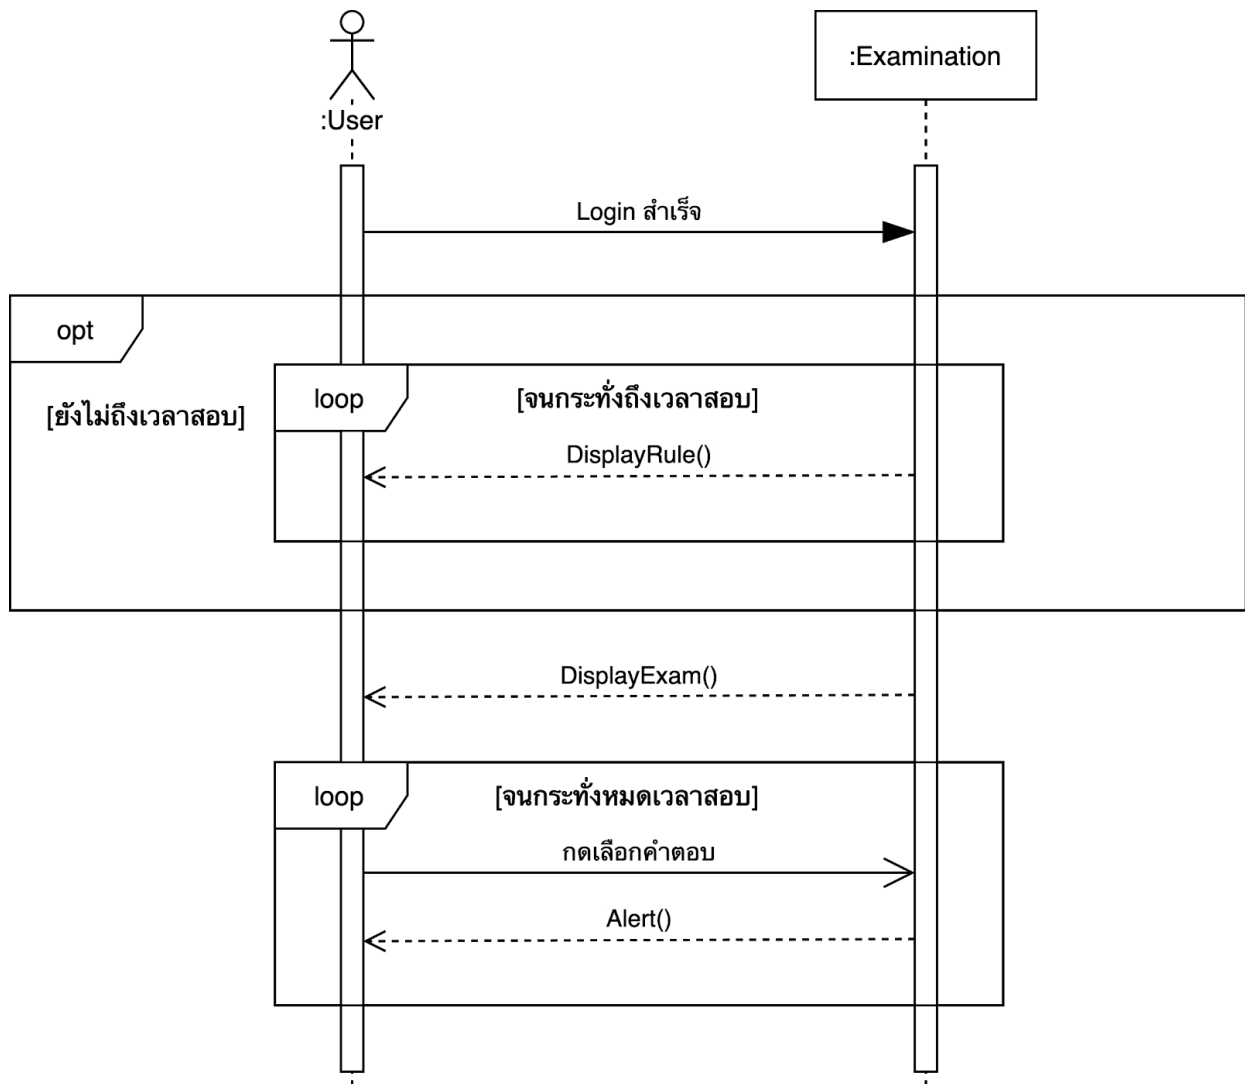 :User
:Examination
Login สำเร็จ
opt
[ยังไม่ถึงเวลาสอบ]
loop
[จนกระทั่งถึงเวลาสอบ]
DisplayRule()
DisplayExam()
loop
[จนกระทั่งหมดเวลาสอบ]
กดเลือกคำตอบ
Alert()